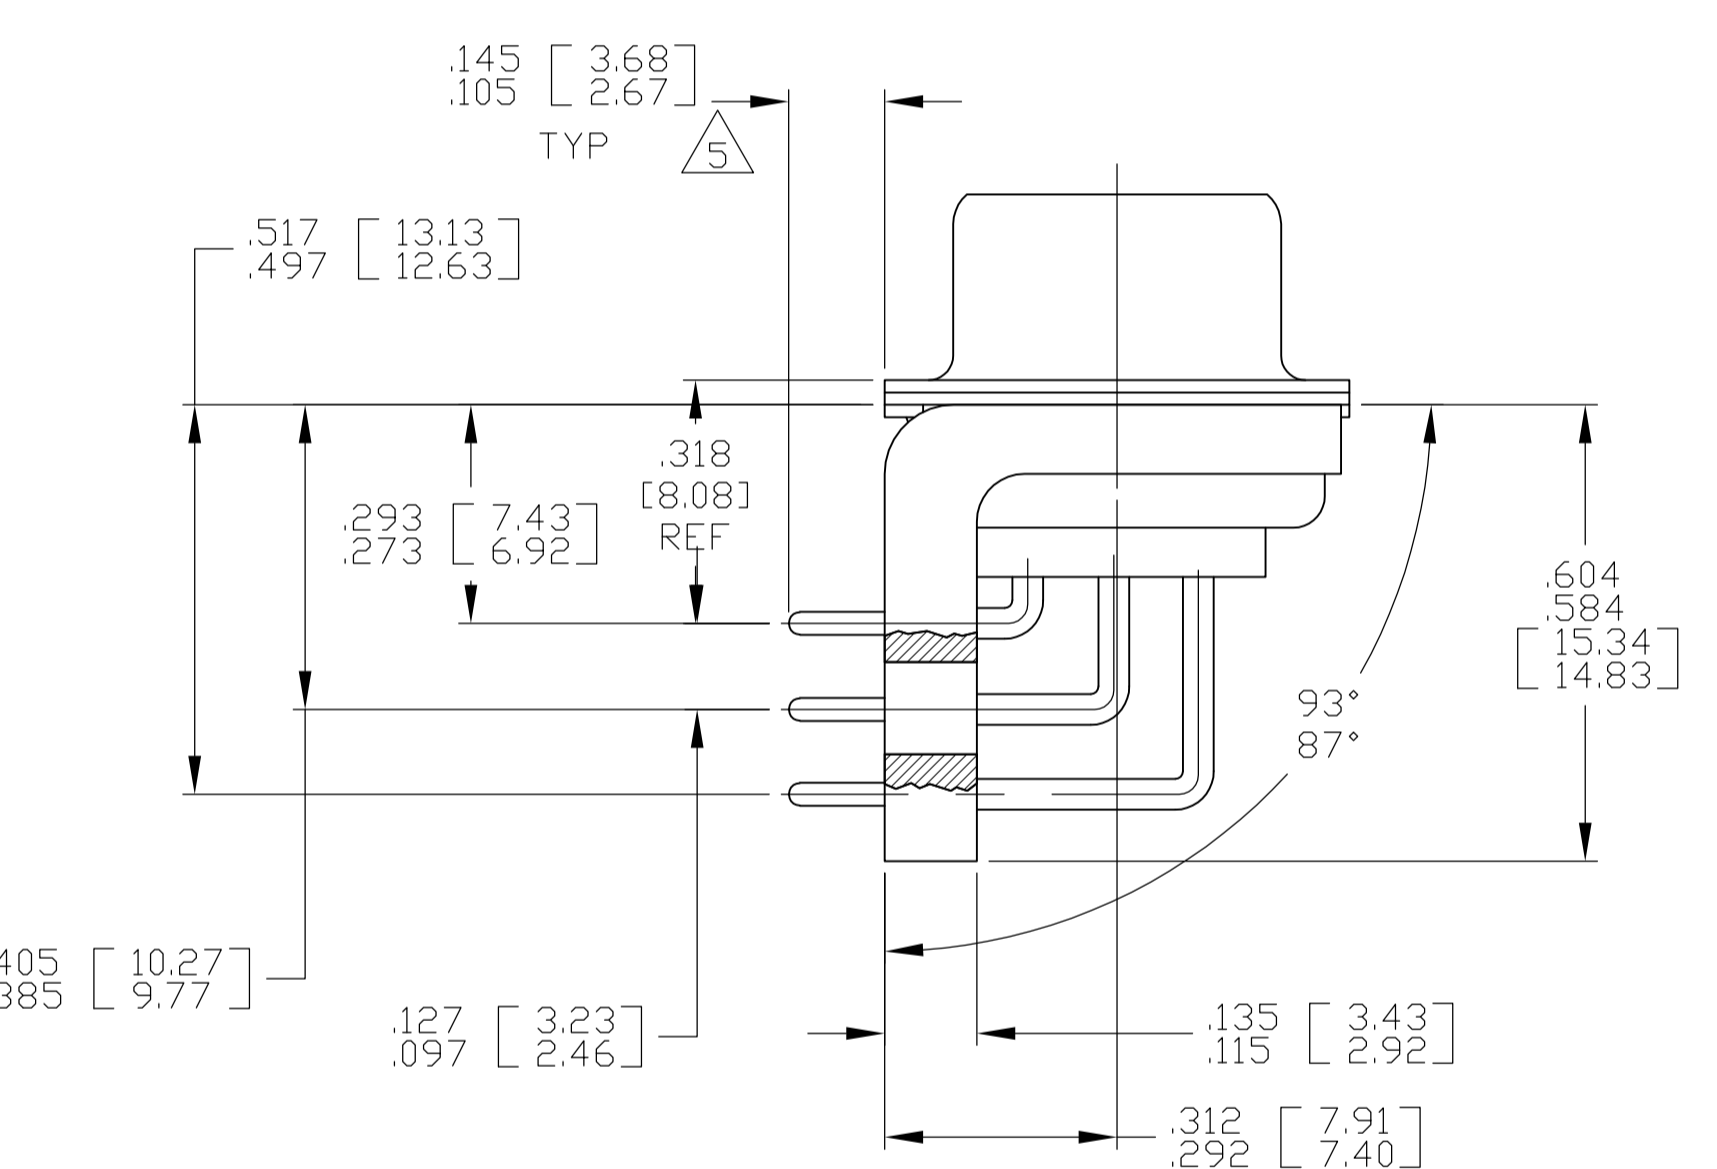 .145 [ 3.68 ]
.105 [ 2.67 ]
TYP
5
.517 [ 13.13 ]
.497 [ 12.63 ]
.318
[8.08]
REF
.293 [ 7.43 ]
.273 [ 6.92 ]
.604
.584
[ 15.34 ]
[ 14.83 ]
93°
87°
405 [ 10.27 ]
385 [ 9.77 ]
.127 [ 3.23 ]
.097 [ 2.46 ]
.135 [ 3.43 ]
.115 [ 2.92 ]
.312 [ 7.91 ]
.292 [ 7.40 ]